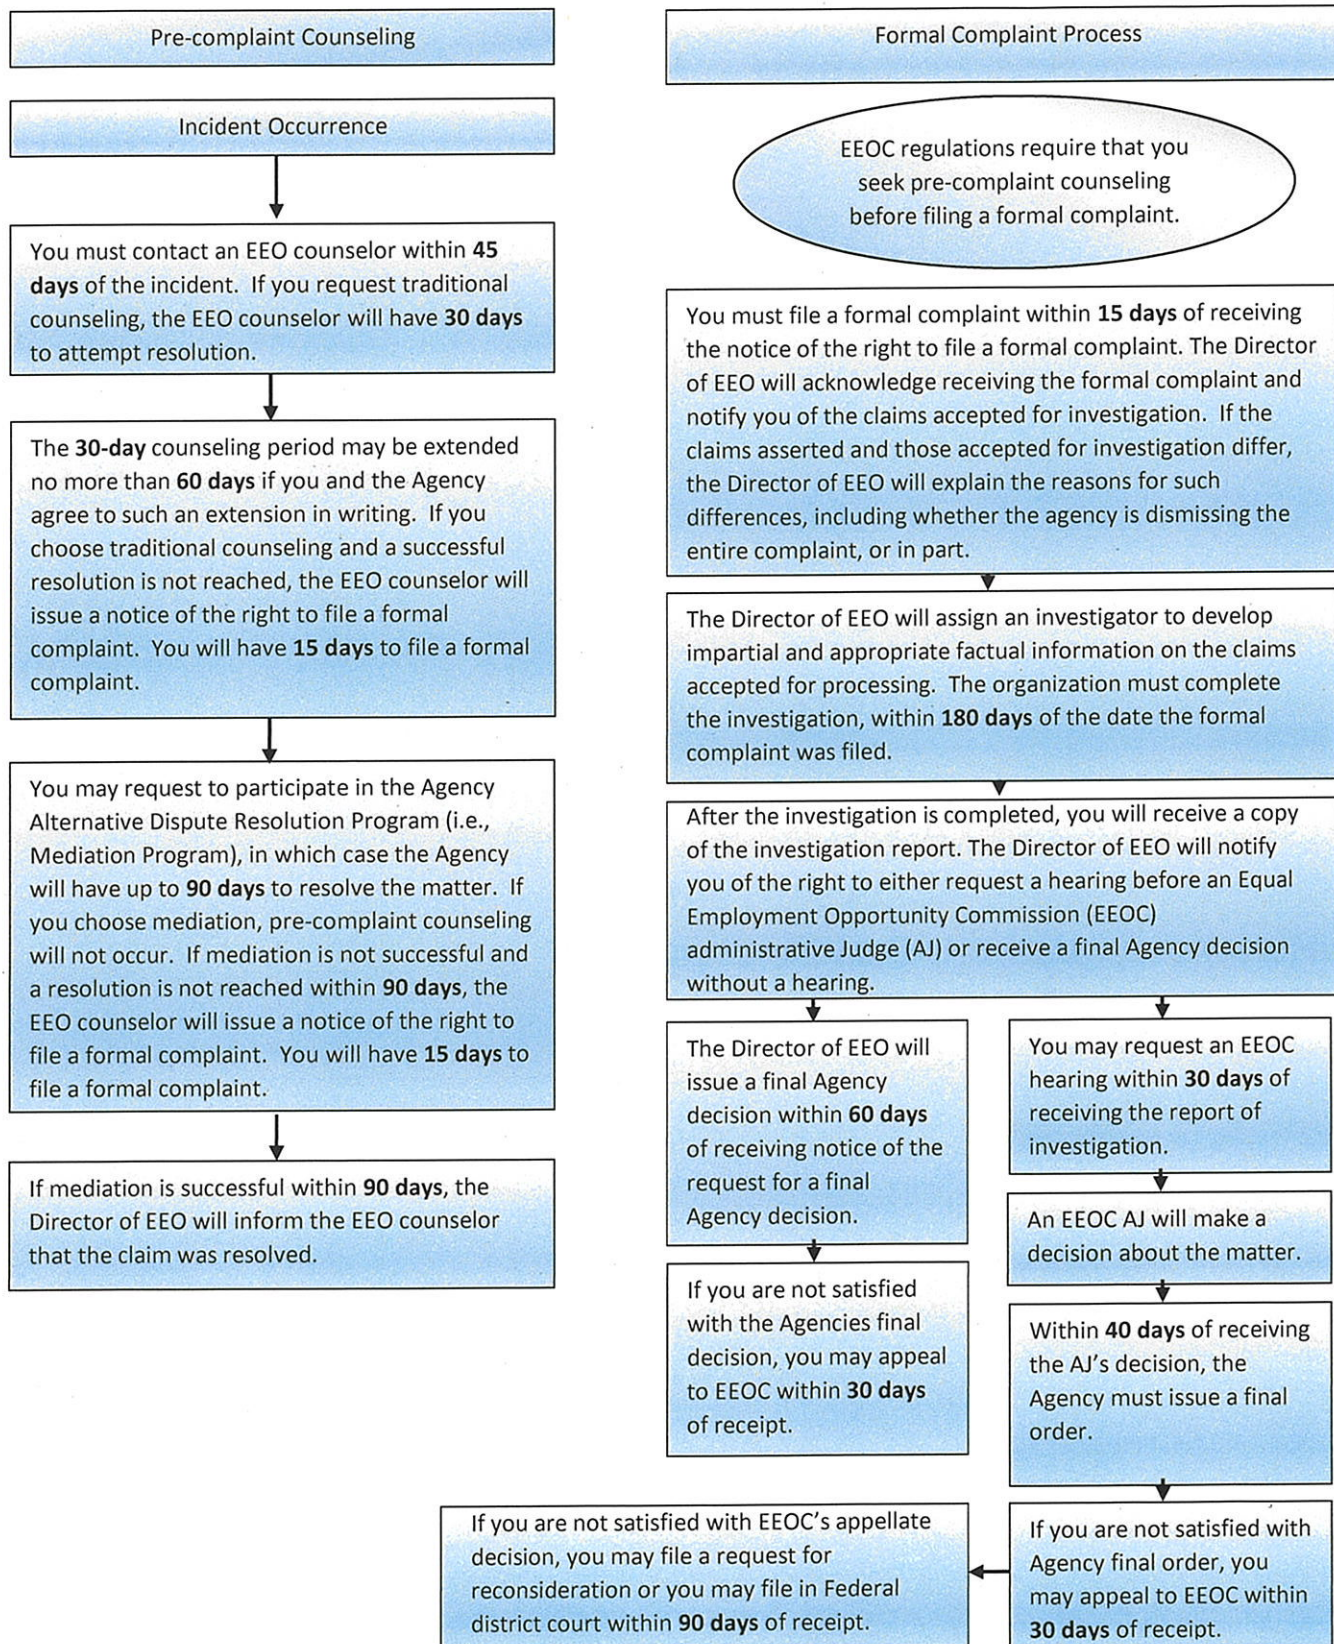 Pre-complaint Counseling
Incident Occurrence
You must contact an EEO counselor within 45
days of the incident. If you request traditional
counseling, the EEO counselor will have 30 days
to attempt resolution.
The 30-day counseling period may be extended
no more than 60 days if you and the Agency
agree to such an extension in writing. If you
choose traditional counseling and a successful
resolution is not reached, the EEO counselor will
issue a notice of the right to file a formal
complaint. You will have 15 days to file a formal
complaint.
You may request to participate in the Agency
Alternative Dispute Resolution Program (i.e.,
Mediation Program), in which case the Agency
will have up to 90 days to resolve the matter. If
you choose mediation, pre-complaint counseling
will not occur. If mediation is not successful and
a resolution is not reached within 90 days, the
EEO counselor will issue a notice of the right to
file a formal complaint. You will have 15 days to
file a formal complaint.
If mediation is successful within 90 days, the
Director of EEO will inform the EEO counselor
that the claim was resolved.
Formal Complaint Process
EEOC regulations require that you
seek pre-complaint counseling
before filing a formal complaint.
You must file a formal complaint within 15 days of receiving
the notice of the right to file a formal complaint. The Director
of EEO will acknowledge receiving the formal complaint and
notify you of the claims accepted for investigation. If the
claims asserted and those accepted for investigation differ,
the Director of EEO will explain the reasons for such
differences, including whether the agency is dismissing the
entire complaint, or in part.
The Director of EEO will assign an investigator to develop
impartial and appropriate factual information on the claims
accepted for processing. The organization must complete
the investigation, within 180 days of the date the formal
complaint was filed.
After the investigation is completed, you will receive a copy
of the investigation report. The Director of EEO will notify
you of the right to either request a hearing before an Equal
Employment Opportunity Commission (EEOC)
administrative Judge (AJ) or receive a final Agency decision
without a hearing.
The Director of EEO will
issue a final Agency
decision within 60 days
of receiving notice of the
request for a final
Agency decision.
If you are not satisfied
with the Agencies final
decision, you may appeal
to EEOC within 30 days
of receipt.
You may request an EEOC
hearing within 30 days of
receiving the report of
investigation.
An EEOC AJ will make a
decision about the matter.
Within 40 days of receiving
the AJ's decision, the
Agency must issue a final
order.
If you are not satisfied with
Agency final order, you
may appeal to EEOC within
30 days of receipt.
If you are not satisfied with EEOC's appellate
decision, you may file a request for
reconsideration or you may file in Federal
district court within 90 days of receipt.